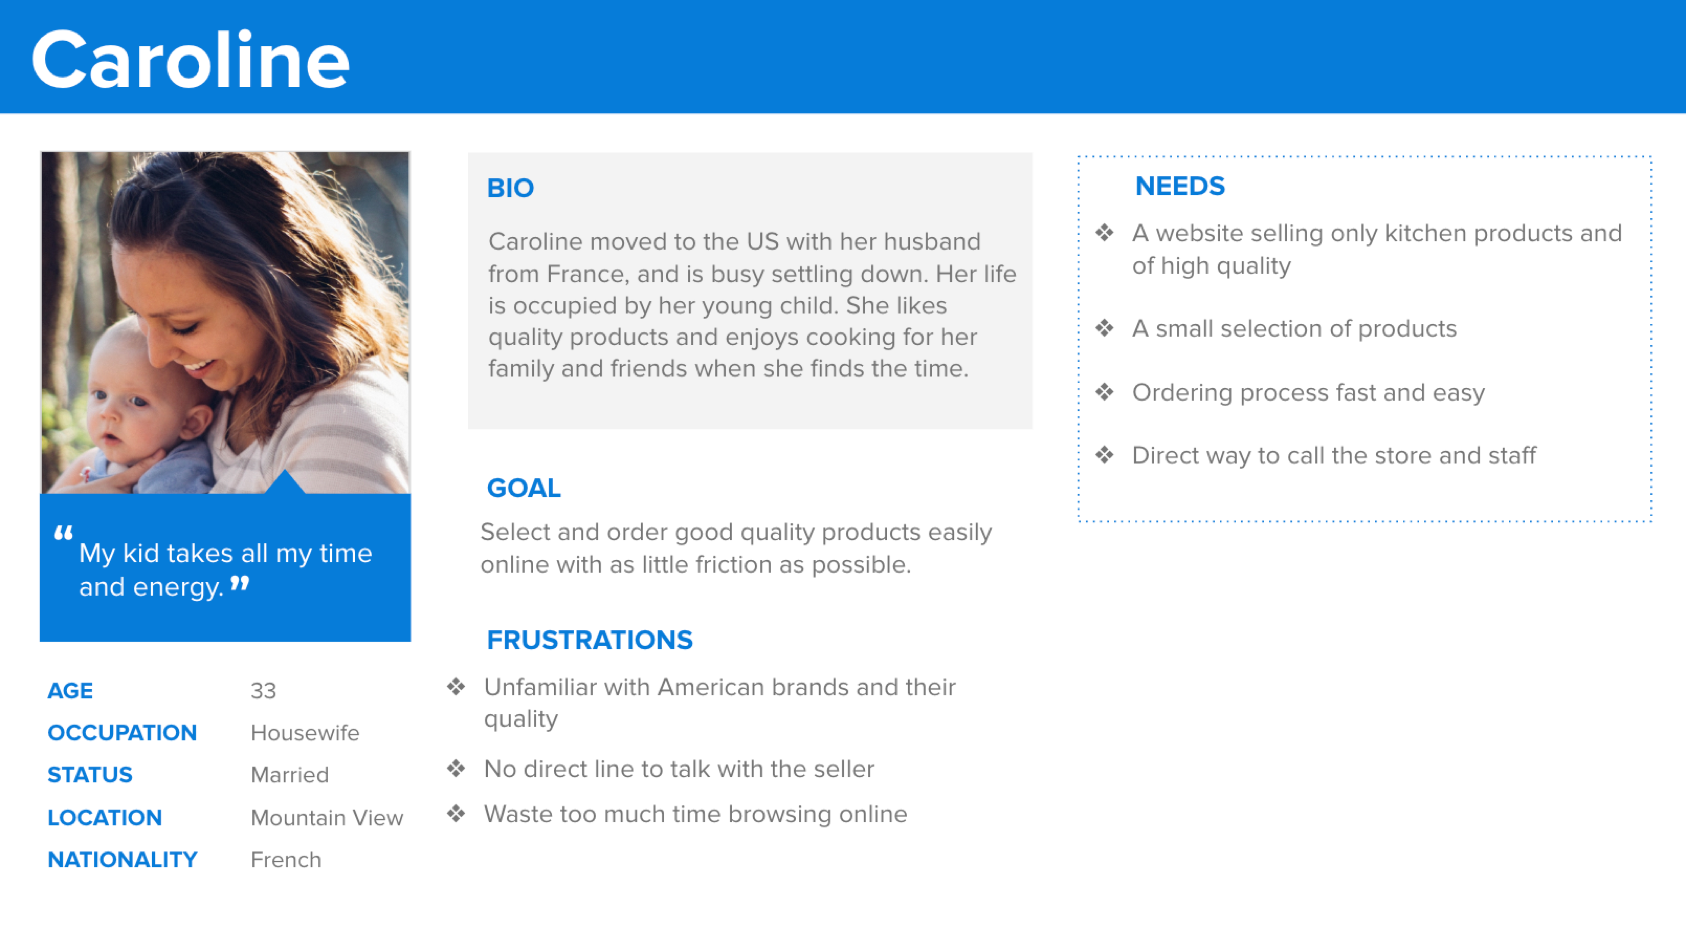 Caroline
“ My kid takes all my time
and energy. ”
AGE 33
OCCUPATION Housewife
STATUS Married
LOCATION Mountain View
NATIONALITY French
BIO
Caroline moved to the US with her husband
from France, and is busy settling down. Her life
is occupied by her young child. She likes
quality products and enjoys cooking for her
family and friends when she finds the time.
GOAL
Select and order good quality products easily
online with as little friction as possible.
FRUSTRATIONS
❖ Unfamiliar with American brands and their
quality
❖ No direct line to talk with the seller
❖ Waste too much time browsing online
NEEDS
❖ A website selling only kitchen products and
of high quality
❖ A small selection of products
❖ Ordering process fast and easy
❖ Direct way to call the store and staff